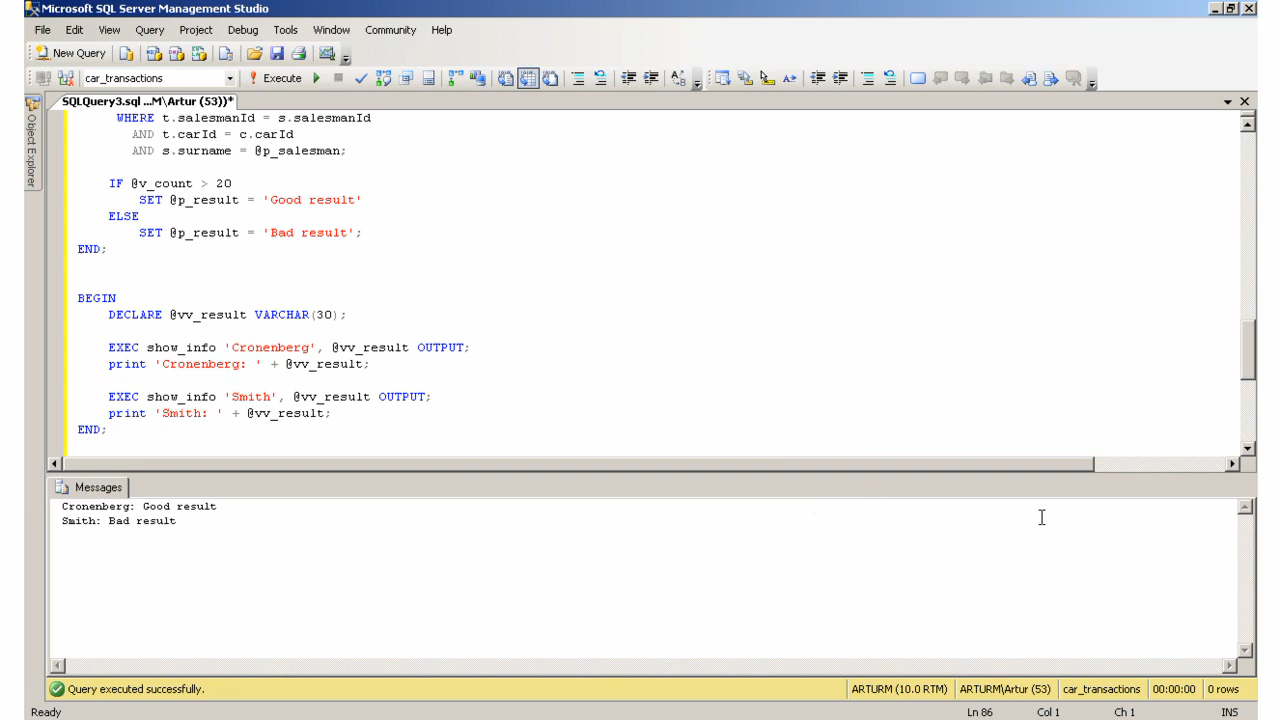 Microsoft SQL Server Management Studio
File Edit View Query Project Debug Tools Window Community Help
New Query
car_transactions Execute
SQLQuery3.sql ...M\Artur (53))*
Object Explorer
WHERE t.salesmanId = s.salesmanId
AND t.carId = c.carId
AND s.surname = @p_salesman;
IF @v_count > 20
SET @p_result = 'Good result'
ELSE
SET @p_result = 'Bad result';
END;
BEGIN
DECLARE @vv_result VARCHAR(30);
EXEC show_info 'Cronenberg', @vv_result OUTPUT;
print 'Cronenberg: ' + @vv_result;
EXEC show_info 'Smith', @vv_result OUTPUT;
print 'Smith: ' + @vv_result;
END;
Messages
Cronenberg: Good result
Smith: Bad result
Query executed successfully. ARTURM (10.0 RTM) ARTURM\Artur (53) car_transactions 00:00:00 0 rows
Ready Ln 86 Col 1 Ch 1 INS